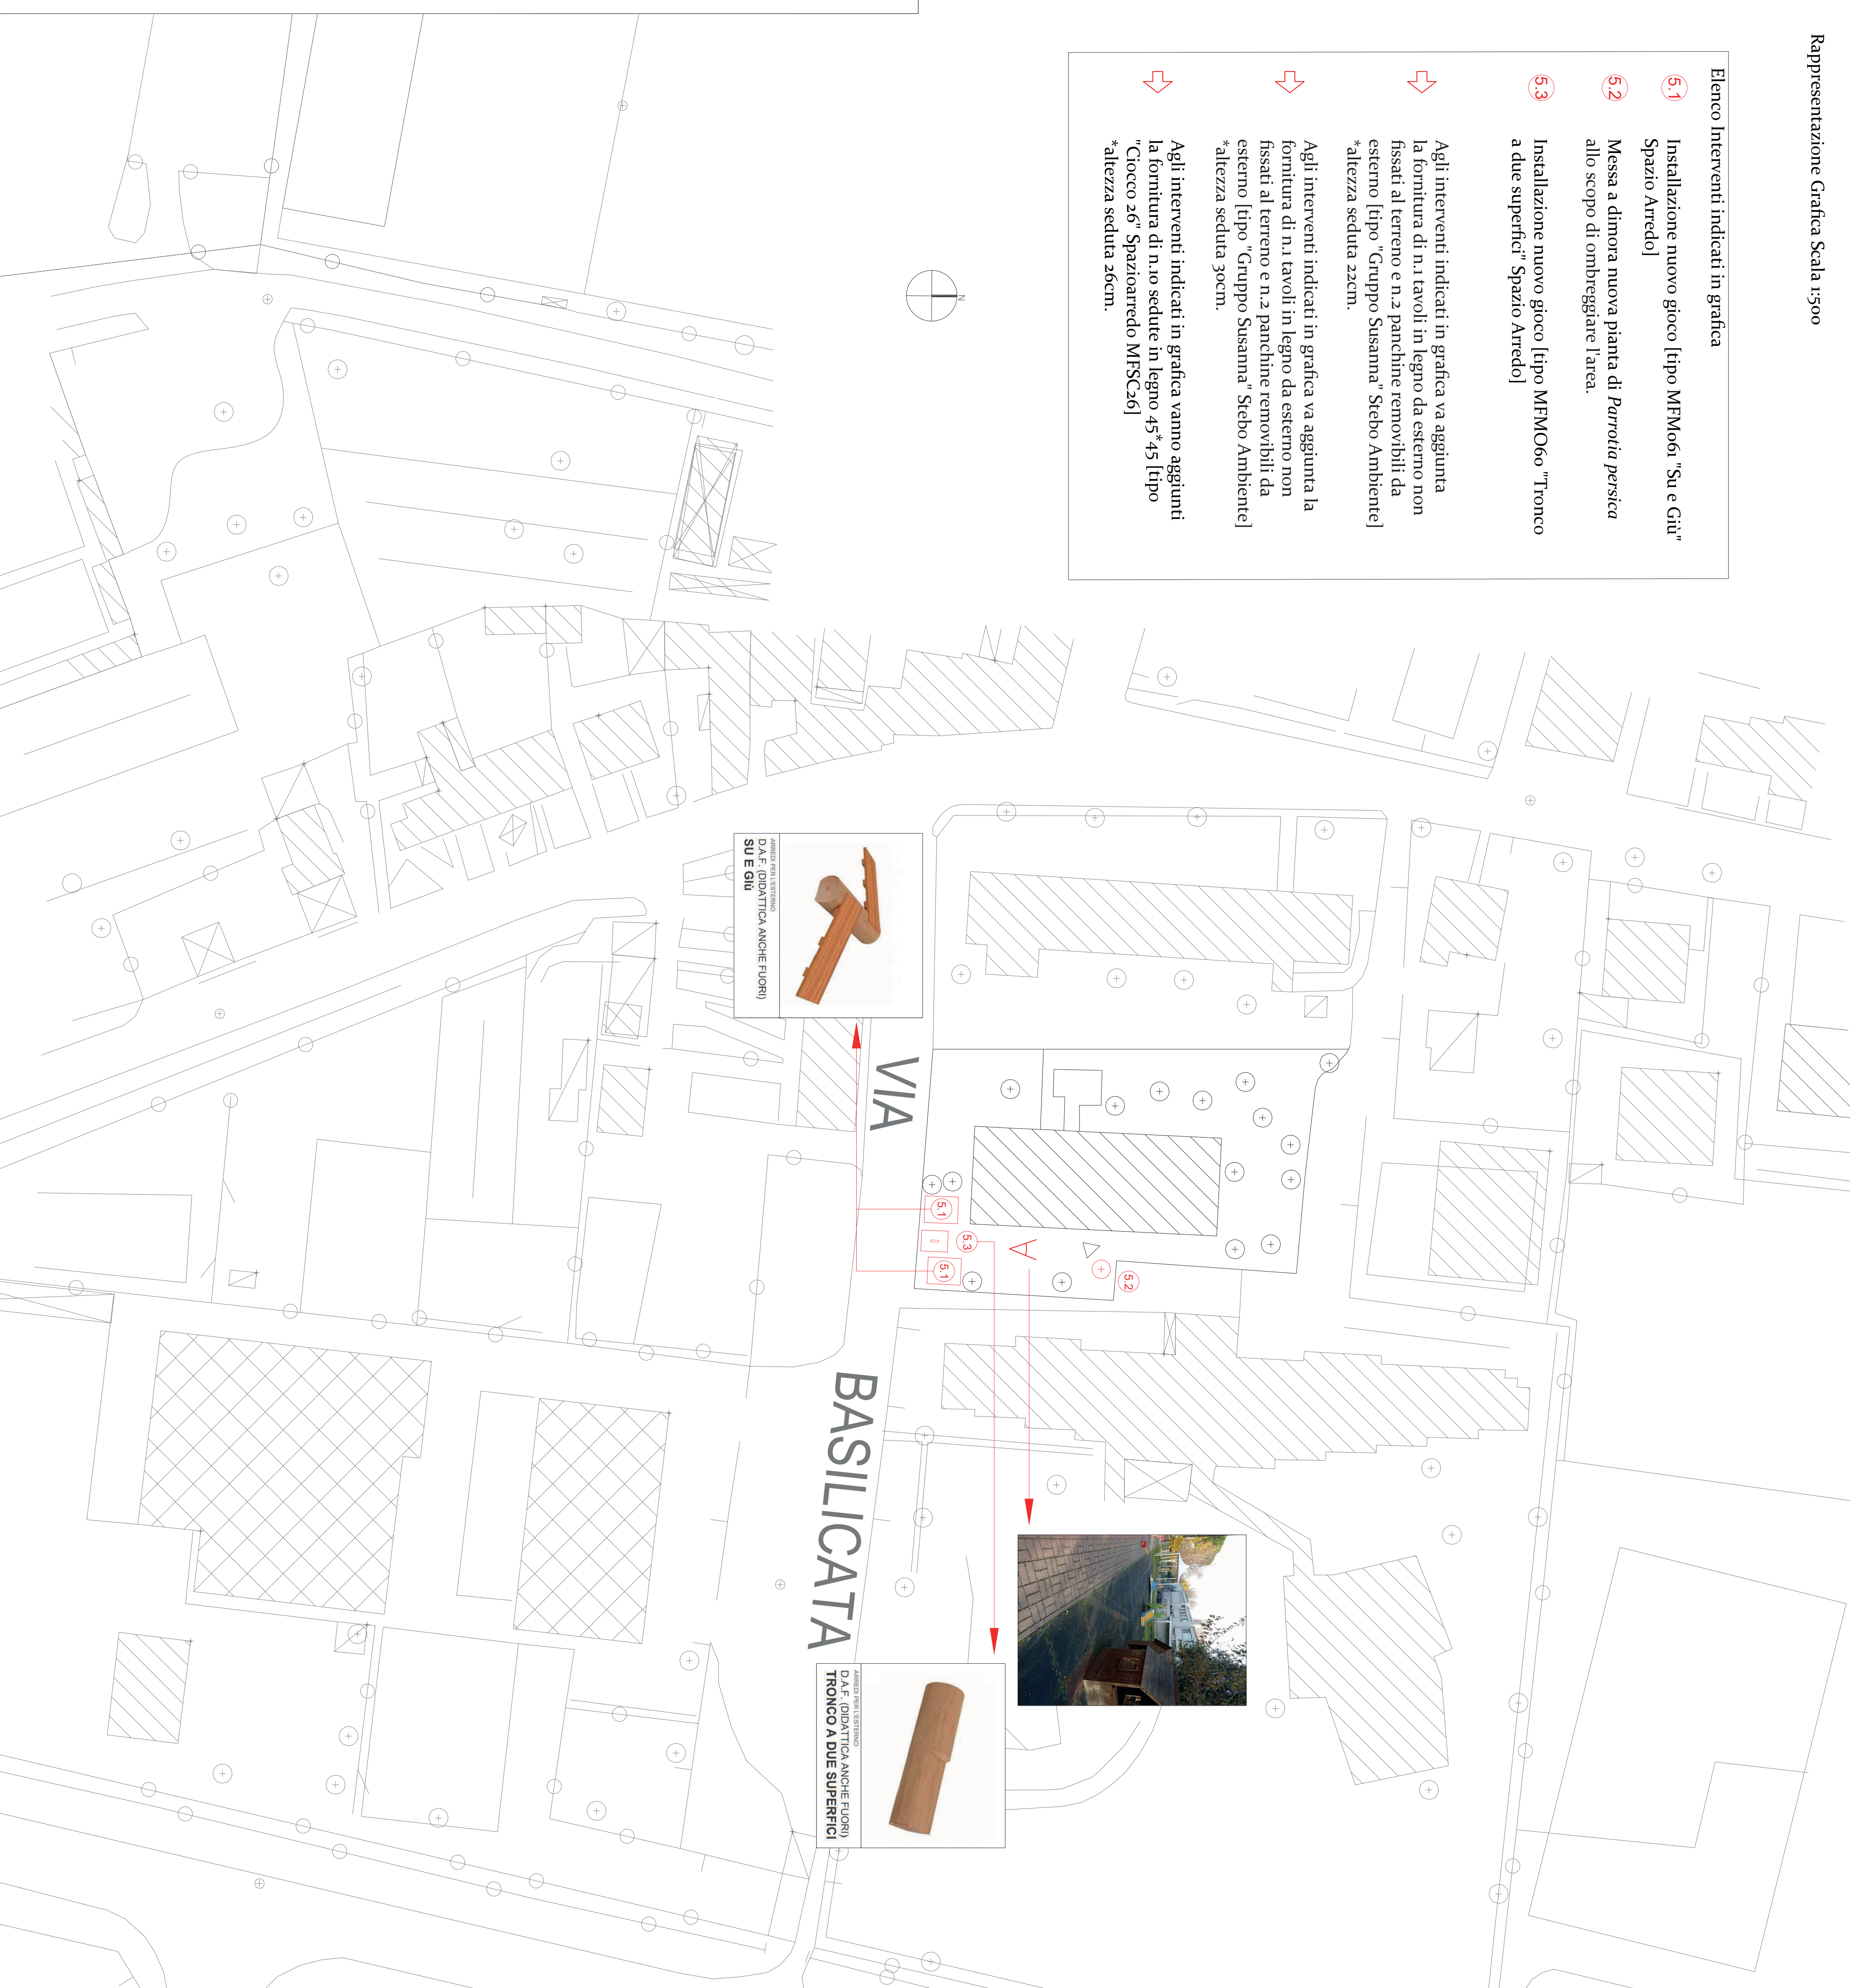 Rappresentazione Grafica Scala 1:500
Elenco Interventi indicati in grafica
5.1 Installazione nuovo gioco [tipo MFM061 "Su e Giù"
Spazio Arredo]
5.2 Messa a dimora nuova pianta di Parrotia persica
allo scopo di ombreggiare l'area.
5.3 Installazione nuovo gioco [tipo MFMO60 "Tronco
a due superfici" Spazio Arredo]
Agli interventi indicati in grafica va aggiunta
la fornitura di n.1 tavoli in legno da esterno non
fissati al terreno e n.2 panchine removibili da
esterno [tipo "Gruppo Susanna" Stebo Ambiente]
*altezza seduta 22cm.
Agli interventi indicati in grafica va aggiunta la
fornitura di n.1 tavoli in legno da esterno non
fissati al terreno e n.2 panchine removibili da
esterno [tipo "Gruppo Susanna" Stebo Ambiente]
*altezza seduta 30cm.
Agli interventi indicati in grafica vanno aggiunti
la fornitura di n.10 sedute in legno 45*45 [tipo
"Ciocco 26" Spazioarredo MFSC26]
*altezza seduta 26cm.
N
5.2
5.1
5.3
5.1
VIA
BASILICATA
ARREDI PER L'ESTERNO
D.A.F. (DIDATTICA ANCHE FUORI)
SU E GIÙ
ARREDI PER L'ESTERNO
D.A.F. (DIDATTICA ANCHE FUORI)
TRONCO A DUE SUPERFICI